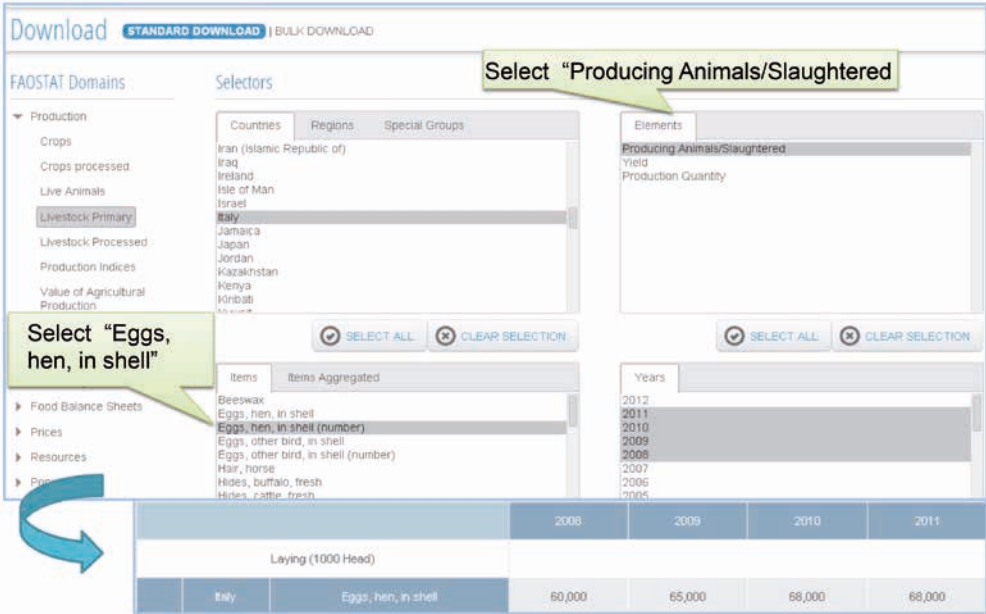 Download STANDARD DOWNLOAD | BULK DOWNLOAD
Select “Producing Animals/Slaughtered
FAOSTAT Domains
Production
Crops
Crops processed
Live Animals
Livestock Primary
Livestock Processed
Production Indices
Value of Agricultural
Production
Select “Eggs,
hen, in shell”
Food Balance Sheets
Prices
Resources
Selectors
Countries Regions Special Groups
Iran (Islamic Republic of)
Iraq
Ireland
Isle of Man
Israel
Italy
Jamaica
Japan
Jordan
Kazakhstan
Kenya
Kiribati
SELECT ALL CLEAR SELECTION
Elements
Producing Animals/Slaughtered
Yield
Production Quantity
SELECT ALL CLEAR SELECTION
Items Items Aggregated
Beeswax
Eggs, hen, in shell
Eggs, hen, in shell (number)
Eggs, other bird, in shell
Eggs, other bird, in shell (number)
Hair, horse
Hides, buffalo, fresh
Hides, cattle, fresh
Years
2012
2011
2010
2009
2008
2007
2006
2005
2008 2009 2010 2011
Laying (1000 Head)
Italy Eggs, hen, in shell 60,000 65,000 68,000 68,000